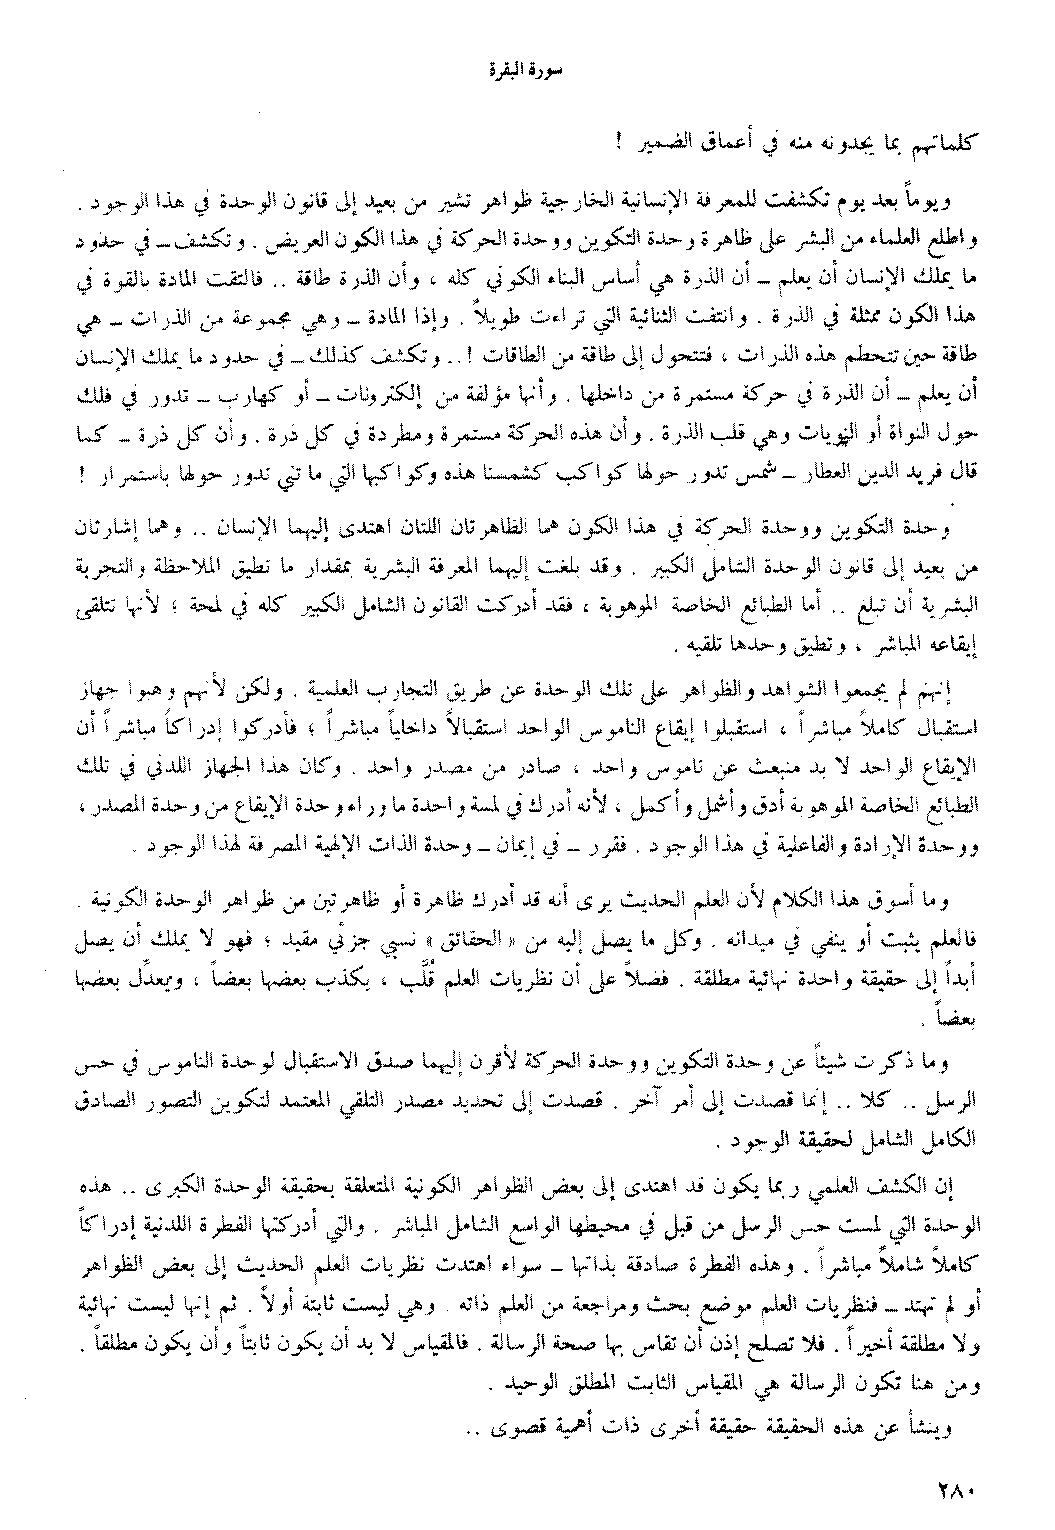 سورة البقرة
كلماتهم بما يجدونه منه في أعماق الضمير !
ويوماً بعد يوم تكشفت للمعرفة الإنسانية الخارجية ظواهر تشير من بعيد إلى قانون الوحدة في هذا الوجود .
واطلع العلماء من البشر على ظاهرة وحدة التكوين ووحدة الحركة في هذا الكون العريض . وتكشف – في حدود
ما يملك الإنسان أن يعلم – أن الذرة هي أساس البناء الكوني كله ، وأن الذرة طاقة .. فالتقت المادة بالقوة في
هذا الكون ممثلة في الذرة . وانتفت الثنائية التي تراءت طويلاً . وإذا المادة – وهي مجموعة من الذرات – هي
طاقة حين تتحطم هذه الذرات ، فتتحول إلى طاقة من الطاقات !.. وتكشف كذلك – في حدود ما يملك الإنسان
أن يعلم – أن الذرة في حركة مستمرة من داخلها . وأنها مؤلفة من إلكترونات – أو كهارب – تدور في فلك
حول النواة أو النويات وهي قلب الذرة . وأن هذه الحركة مستمرة ومطردة في كل ذرة . وأن كل ذرة – كما
قال فريد الدين العطار – شمس تدور حولها كواكب كشمسنا هذه وكواكبها التي ما تني تدور حولها باستمرار !
وحدة التكوين ووحدة الحركة في هذا الكون هما الظاهرتان اللتان اهتدى إليهما الإنسان .. وهما إشارتان
من بعيد إلى قانون الوحدة الشامل الكبير . وقد بلغت إليهما المعرفة البشرية بمقدار ما تطيق الملاحظة والتجربة
البشرية أن تبلغ .. أما الطبائع الخاصة الموهوبة ، فقد أدركت القانون الشامل الكبير كله في لمحة ؛ لأنها تتلقى
إيقاعه المباشر ، وتطيق وحدها تلقيه .
إنهم لم يجمعوا الشواهد والظواهر على تلك الوحدة عن طريق التجارب العلمية . ولكن لأنهم وهبوا جهاز
استقبال كاملاً مباشراً ، استقبلوا إيقاع الناموس الواحد استقبالاً داخلياً مباشراً ؛ فأدركوا إدراكاً مباشراً أن
الإيقاع الواحد لا بد منبعث عن ناموس واحد ، صادر من مصدر واحد . وكان هذا الجهاز اللدني في تلك
الطبائع الخاصة الموهوبة أدق وأشمل وأكمل ، لأنه أدرك في لمسة واحدة ما وراء وحدة الإيقاع من وحدة المصدر ،
ووحدة الإرادة والفاعلية في هذا الوجود . فقرر – في إيمان – وحدة الذات الإلهية المصرفة لهذا الوجود .
وما أسوق هذا الكلام لأن العلم الحديث يرى أنه قد أدرك ظاهرة أو ظاهرتين من ظواهر الوحدة الكونية .
فالعلم يثبت أو ينفي في ميدانه . وكل ما يصل إليه من « الحقائق » نسبي جزئي مقيد ؛ فهو لا يملك أن يصل
أبداً إلى حقيقة واحدة نهائية مطلقة . فضلاً على أن نظريات العلم قُلَّب ، يكذب بعضها بعضاً ، ويعدِّل بعضها
بعضاً .
وما ذكرت شيئاً عن وحدة التكوين ووحدة الحركة لأقرن إليهما صدق الاستقبال لوحدة الناموس في حس
الرسل .. كلا .. إنما قصدت إلى أمر آخر . قصدت إلى تحديد مصدر التلقي المعتمد لتكوين التصور الصادق
الكامل الشامل لحقيقة الوجود .
إن الكشف العلمي ربما يكون قد اهتدى إلى بعض الظواهر الكونية المتعلقة بحقيقة الوحدة الكبرى .. هذه
الوحدة التي لمست حس الرسل من قبل في محيطها الواسع الشامل المباشر . والتي أدركتها الفطرة اللدنية إدراكاً
كاملاً شاملاً مباشراً . وهذه الفطرة صادقة بذاتها – سواء اهتدت نظريات العلم الحديث إلى بعض الظواهر
أو لم تهتد – فنظريات العلم موضع بحث ومراجعة من العلم ذاته . وهي ليست ثابتة أولاً . ثم إنها ليست نهائية
ولا مطلقة أخيراً . فلا تصلح إذن أن تقاس بها صحة الرسالة . فالمقياس لا بد أن يكون ثابتاً وأن يكون مطلقاً .
ومن هنا تكون الرسالة هي المقياس الثابت المطلق الوحيد .
وينشأ عن هذه الحقيقة حقيقة أخرى ذات أهمية قصوى ..
٢٨٠